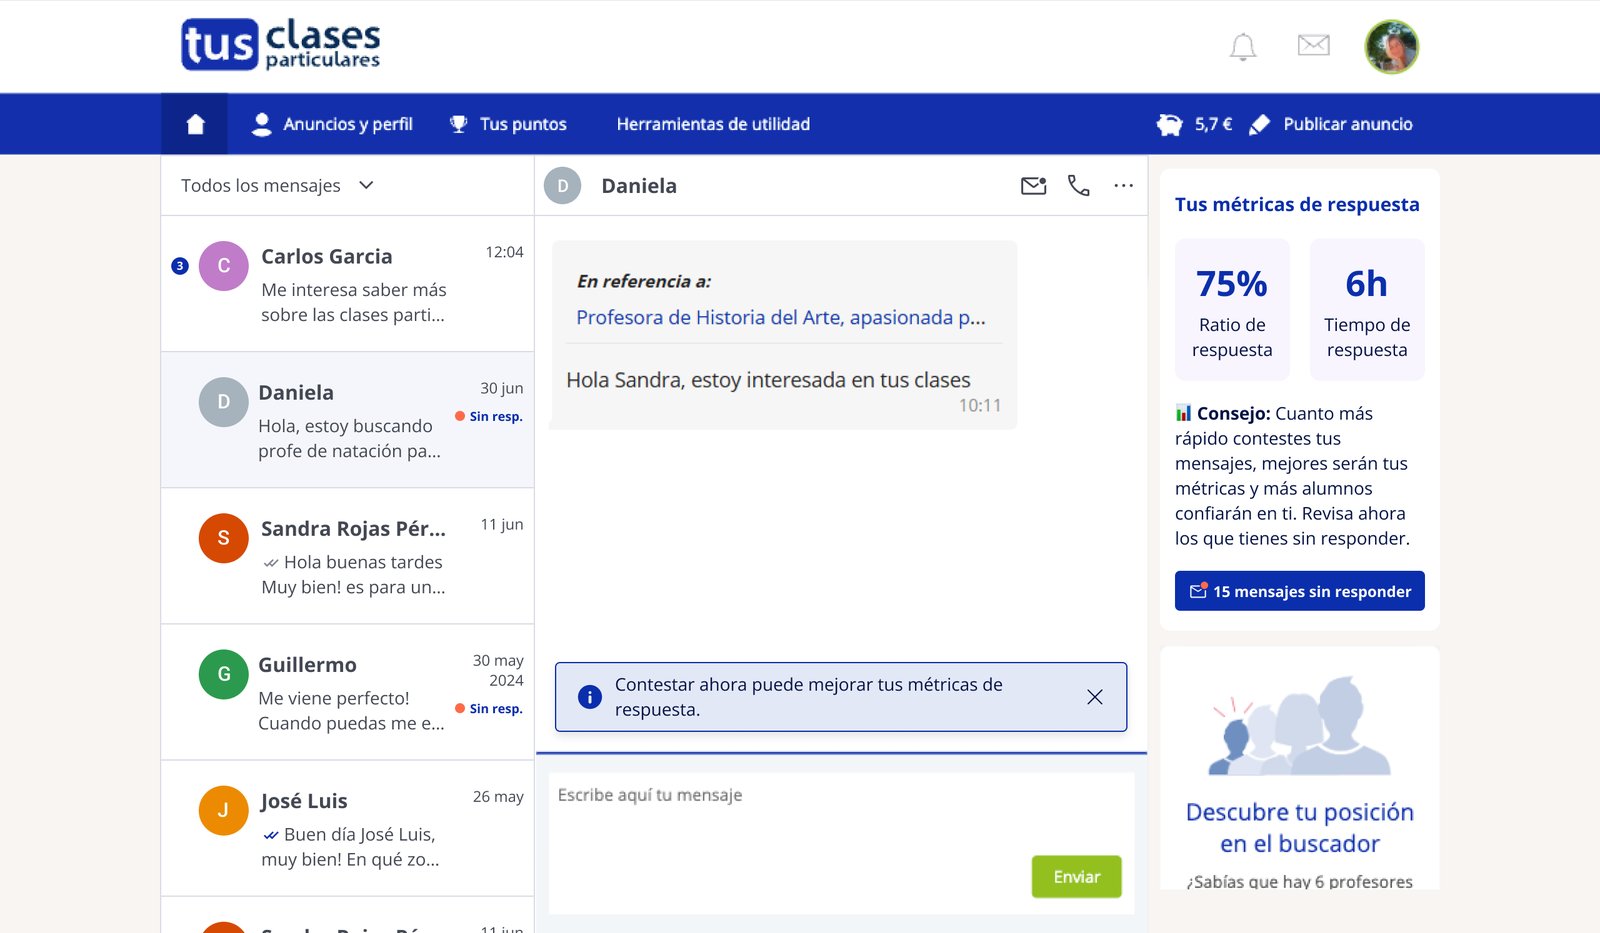 tus clases
particulares
Anuncios y perfil
Tus puntos
Herramientas de utilidad
5,7 €
Publicar anuncio
Todos los mensajes
3
C
Carlos Garcia
12:04
Me interesa saber más
sobre las clases parti...
D
Daniela
30 jun
Sin resp.
Hola, estoy buscando
profe de natación pa...
S
Sandra Rojas Pér...
11 jun
Hola buenas tardes
Muy bien! es para un...
G
Guillermo
30 may
2024
Sin resp.
Me viene perfecto!
Cuando puedas me e...
J
José Luis
26 may
Buen día José Luis,
muy bien! En qué zo...
11 jun
D
Daniela
En referencia a:
Profesora de Historia del Arte, apasionada p...
Hola Sandra, estoy interesada en tus clases
10:11
Contestar ahora puede mejorar tus métricas de
respuesta.
Escribe aquí tu mensaje
Enviar
Tus métricas de respuesta
75%
Ratio de
respuesta
6h
Tiempo de
respuesta
Consejo: Cuanto más
rápido contestes tus
mensajes, mejores serán tus
métricas y más alumnos
confiarán en ti. Revisa ahora
los que tienes sin responder.
15 mensajes sin responder
Descubre tu posición
en el buscador
¿Sabías que hay 6 profesores